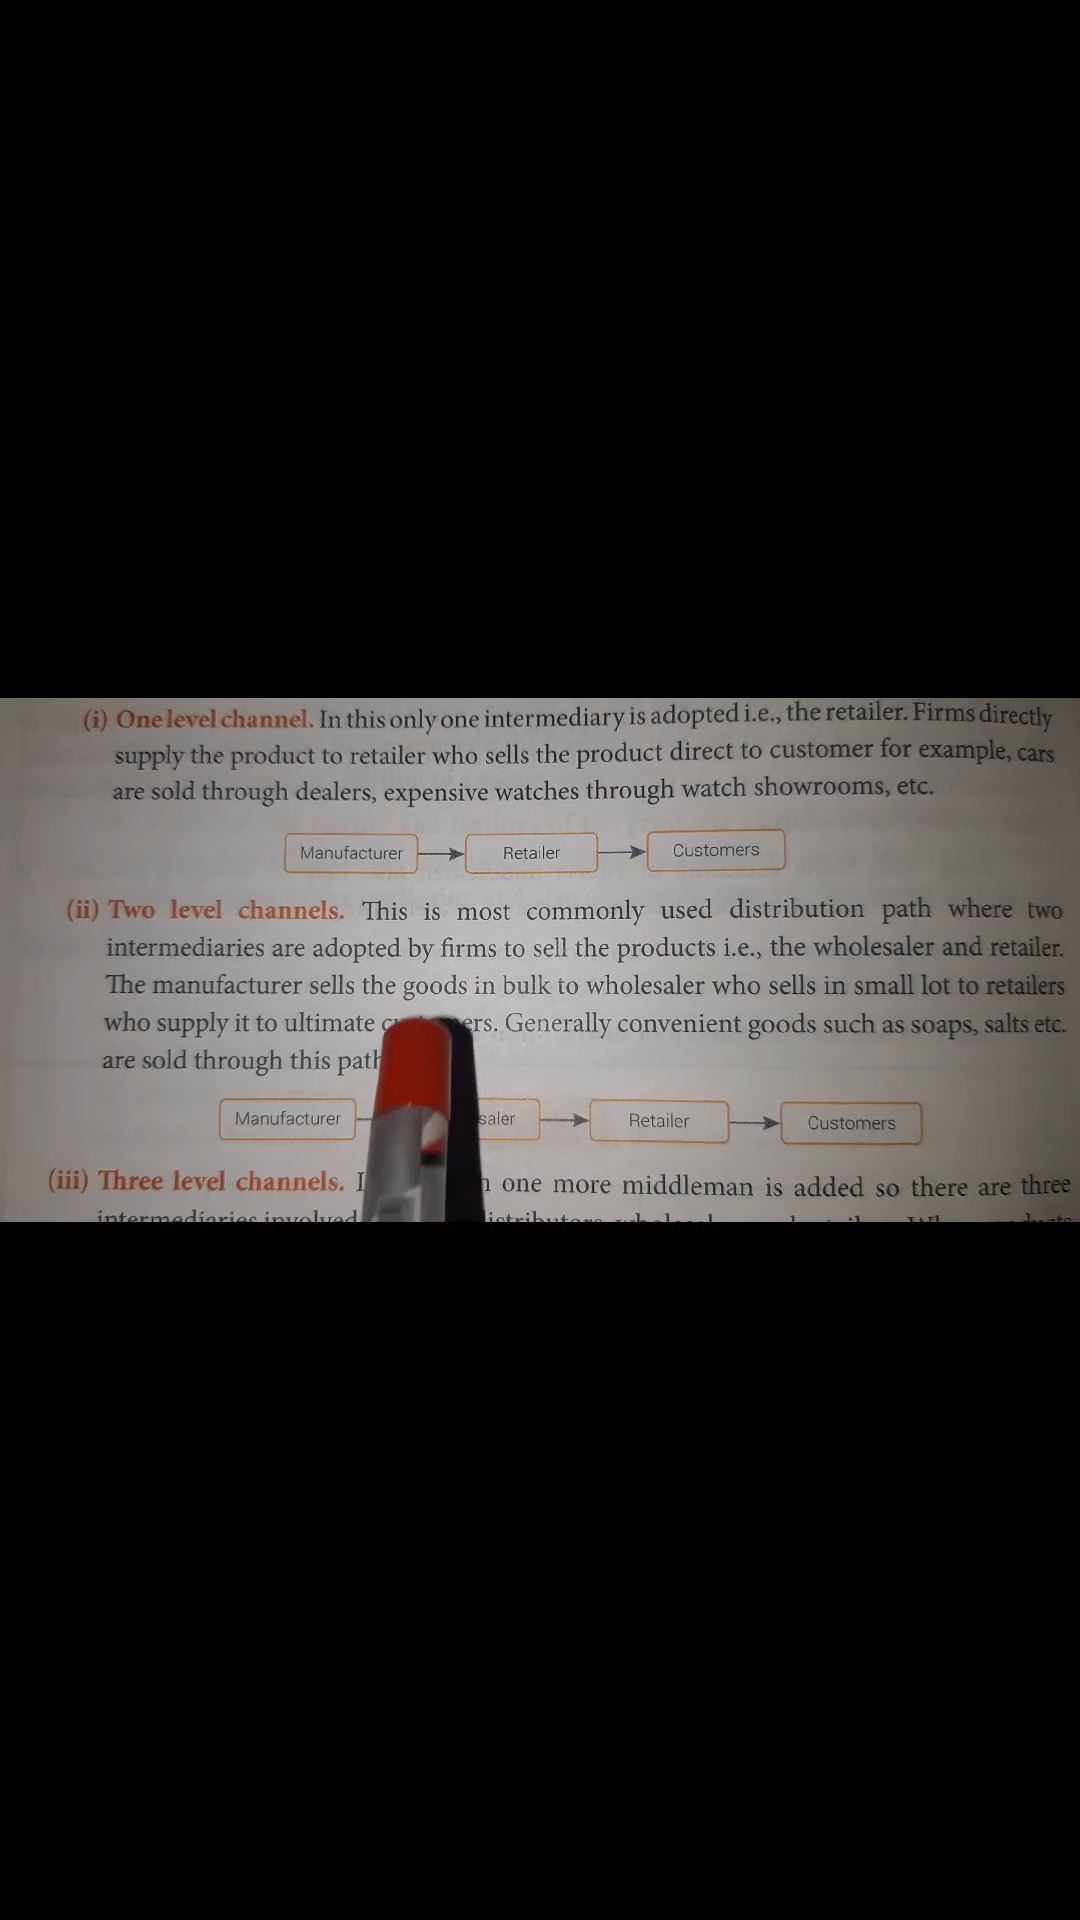 (i) One level channel. In this only one intermediary is adopted i.e., the retailer. Firms directly
supply the product to retailer who sells the product direct to customer for example, cars
are sold through dealers, expensive watches through watch showrooms, etc.
Manufacturer Retailer Customers
(ii) Two level channels. This is most commonly used distribution path where two
intermediaries are adopted by firms to sell the products i.e., the wholesaler and retailer.
The manufacturer sells the goods in bulk to wholesaler who sells in small lot to retailers
who supply it to ultimate ers. Generally convenient goods such as soaps, salts etc.
are sold through this path
Manufacturer saler Retailer Customers
(iii) Three level channels. one more middleman is added so there are three
intermediaries involved